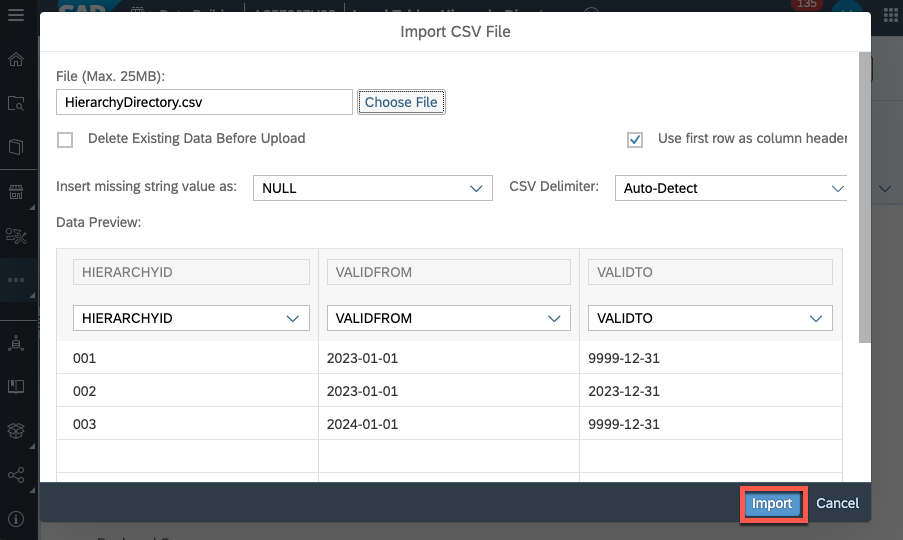 135
Import CSV File
File (Max. 25MB):
HierarchyDirectory.csv Choose File
Delete Existing Data Before Upload Use first row as column header
Insert missing string value as: NULL CSV Delimiter: Auto-Detect
Data Preview:
HIERARCHYID VALIDFROM VALIDTO
HIERARCHYID VALIDFROM VALIDTO
001 2023-01-01 9999-12-31
002 2023-01-01 2023-12-31
003 2024-01-01 9999-12-31
Import Cancel